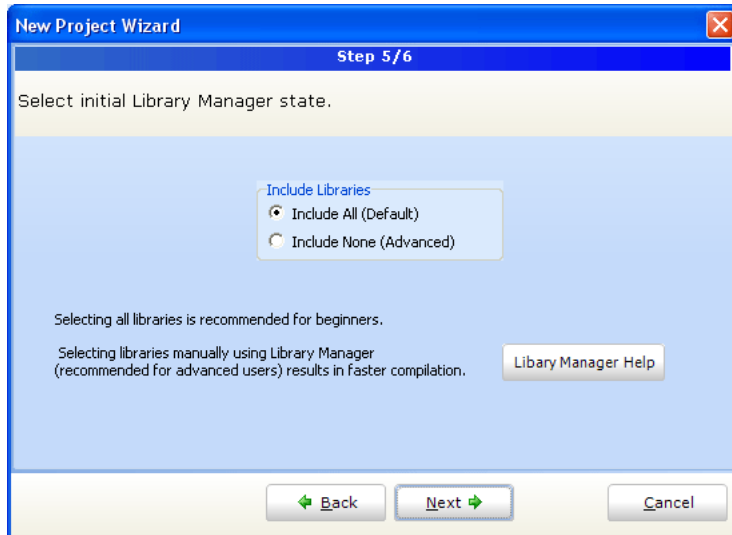 New Project Wizard
Step 5/6
Select initial Library Manager state.
Include Libraries
Include All (Default)
Include None (Advanced)
Selecting all libraries is recommended for beginners.
Selecting libraries manually using Library Manager
(recommended for advanced users) results in faster compilation.
Libary Manager Help
Back
Next
Cancel